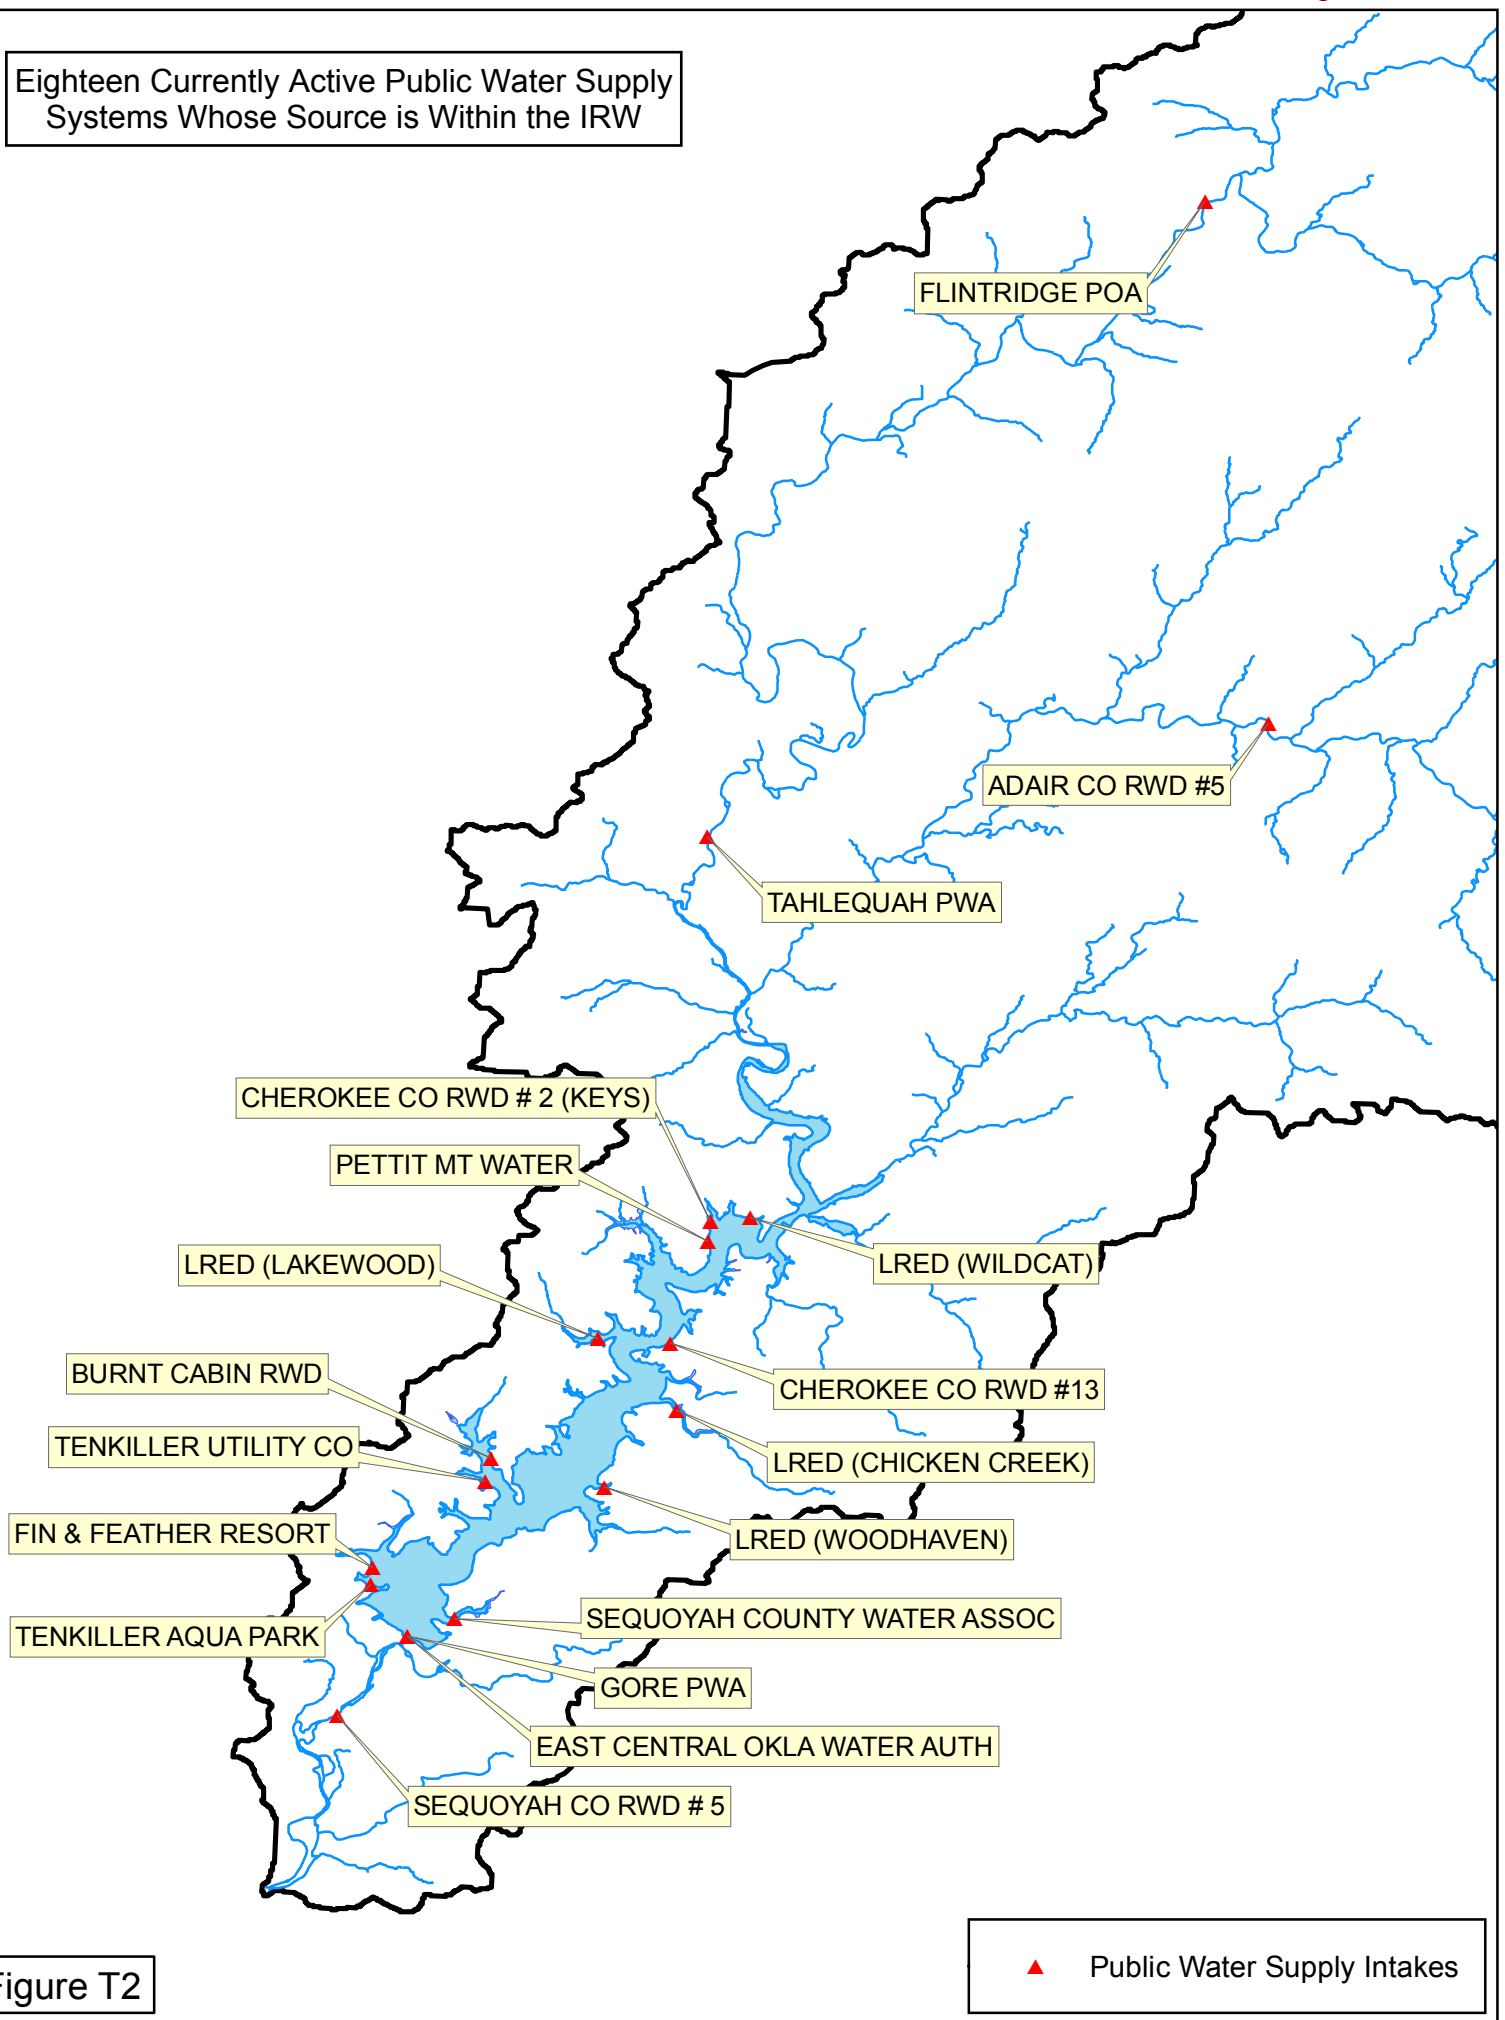 Eighteen Currently Active Public Water Supply
Systems Whose Source is Within the IRW
FLINTRIDGE POA
ADAIR CO RWD #5
TAHLEQUAH PWA
CHEROKEE CO RWD # 2 (KEYS)
PETTIT MT WATER
LRED (LAKEWOOD)
LRED (WILDCAT)
BURNT CABIN RWD
CHEROKEE CO RWD #13
TENKILLER UTILITY CO
LRED (CHICKEN CREEK)
FIN & FEATHER RESORT
LRED (WOODHAVEN)
TENKILLER AQUA PARK
SEQUOYAH COUNTY WATER ASSOC
GORE PWA
EAST CENTRAL OKLA WATER AUTH
SEQUOYAH CO RWD # 5
Public Water Supply Intakes
Figure T2